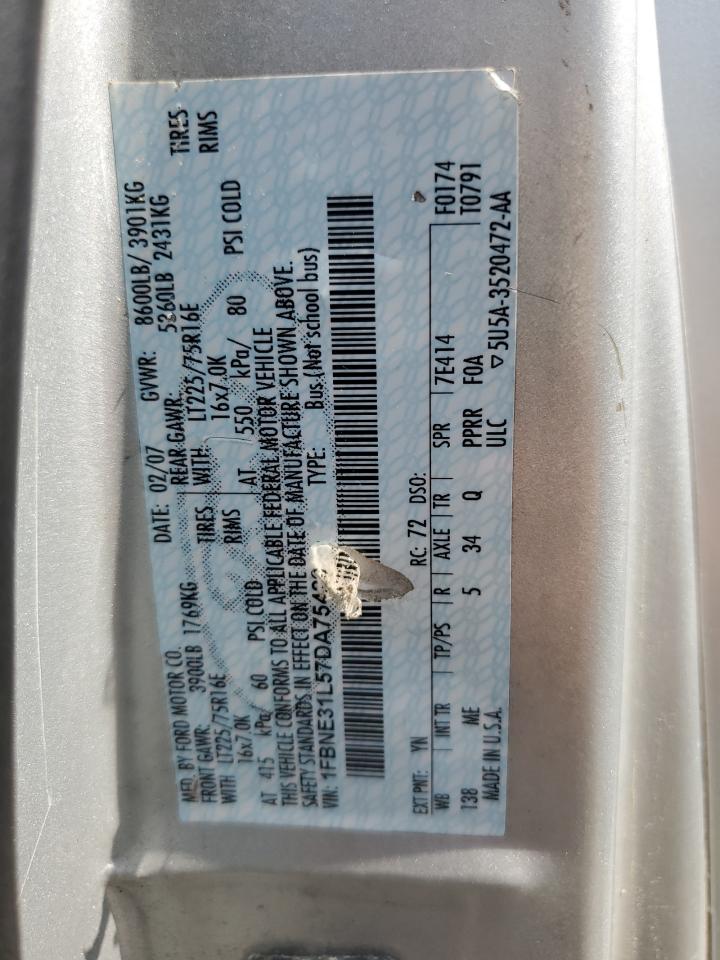 MFD. BY FORD MOTOR CO. DATE: 02/07 GVWR: 8600LB/ 3901KG
FRONT GAWR: 3900LB 1769KG REAR GAWR: 5360LB 2431KG
WITH LT225/75R16E TIRES WITH LT225/75R16E TIRES
16x7.0K RIMS 16x7.0K RIMS
AT 415 kPa/ 60 PSI COLD AT 550 kPa/ 80 PSI COLD
THIS VEHICLE CONFORMS TO ALL APPLICABLE FEDERAL MOTOR VEHICLE
SAFETY STANDARDS IN EFFECT ON THE DATE OF MANUFACTURE SHOWN ABOVE.
VIN: 1FBNE31L57DA754 TYPE: Bus (Not school bus)
EXT PNT: YN RC: 72 DSO:
WB INT TR TP/PS R AXLE TR SPR 7E414 F0174
138 ME 5 34 Q PPRR FOA T0791
MADE IN U.S.A. ULC ▽5U5A-3520472-AA